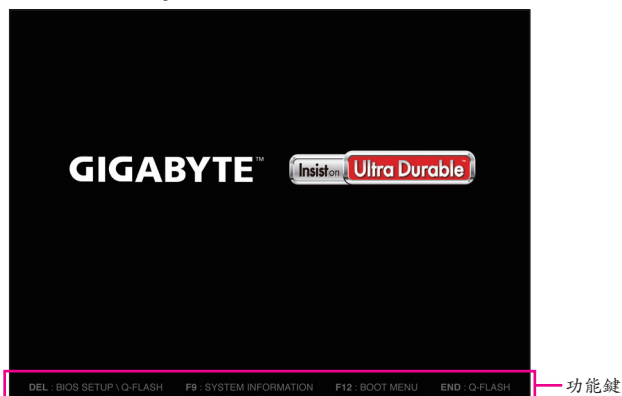 GIGABYTE™
Insist on Ultra Durable™
DEL : BIOS SETUP \ Q-FLASH F9 : SYSTEM INFORMATION F12 : BOOT MENU END : Q-FLASH
功能鍵